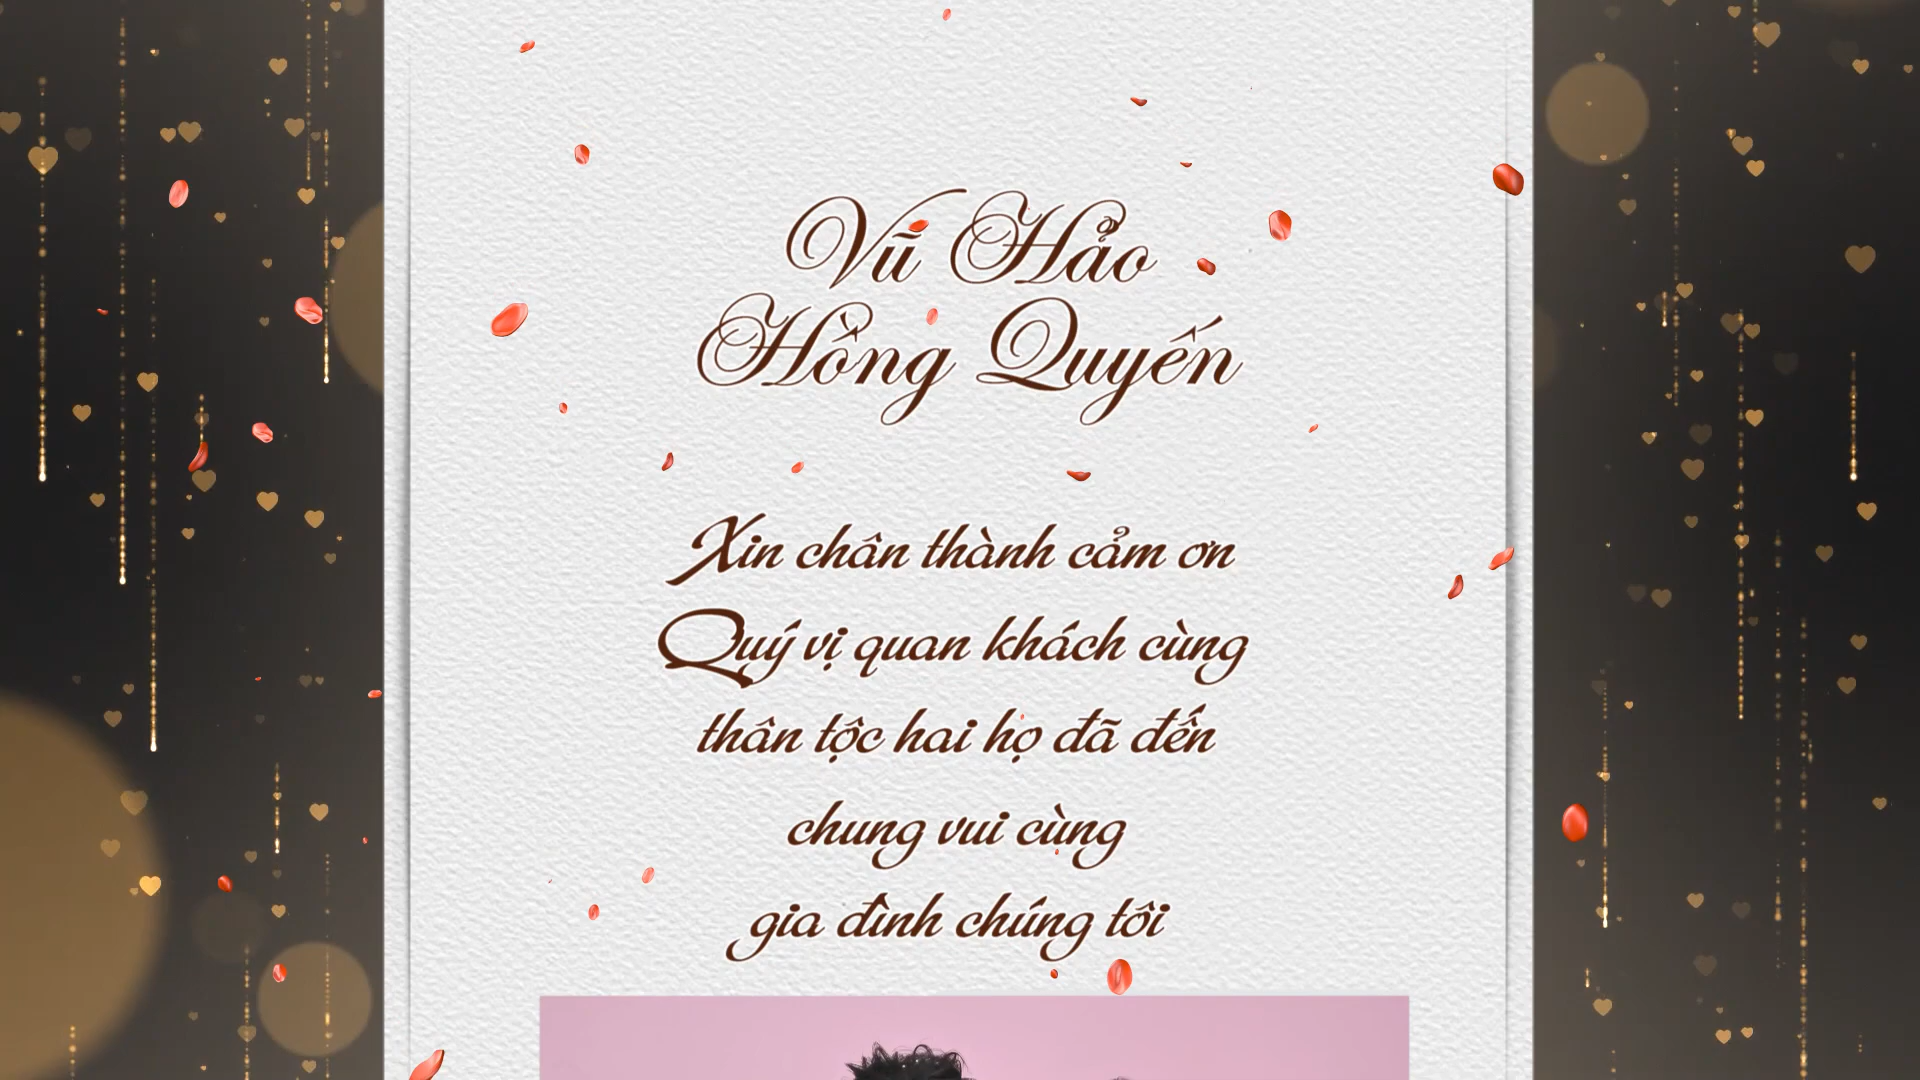 Vũ Hảo
Hồng Quyến
Xin chân thành cảm ơn
Quý vị quan khách cùng
thân tộc hai họ đã đến
chung vui cùng
gia đình chúng tôi